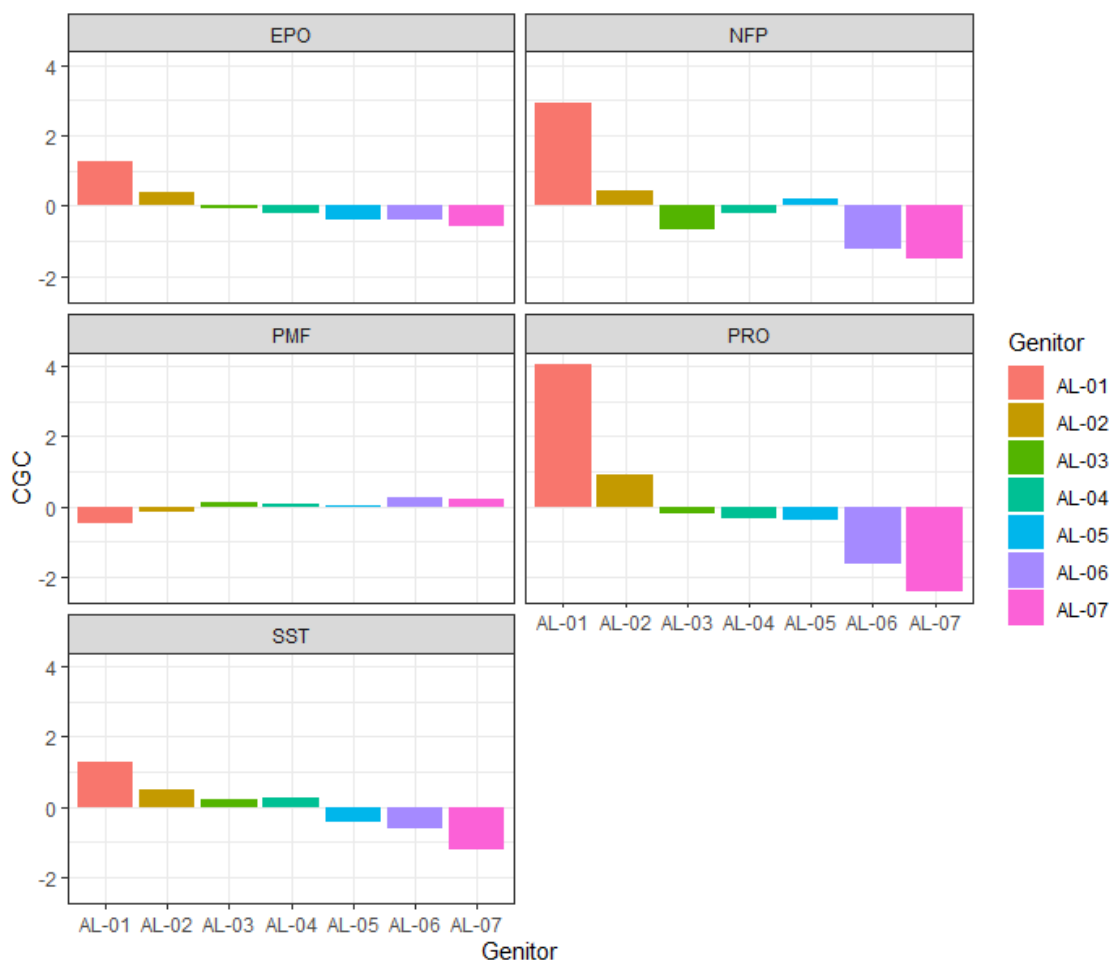 EPO
NFP
4
2
0
-2
PMF
PRO
4
2
0
-2
AL-01 AL-02 AL-03 AL-04 AL-05 AL-06 AL-07
SST
4
2
0
-2
AL-01 AL-02 AL-03 AL-04 AL-05 AL-06 AL-07
Genitor
CGC
Genitor
AL-01
AL-02
AL-03
AL-04
AL-05
AL-06
AL-07